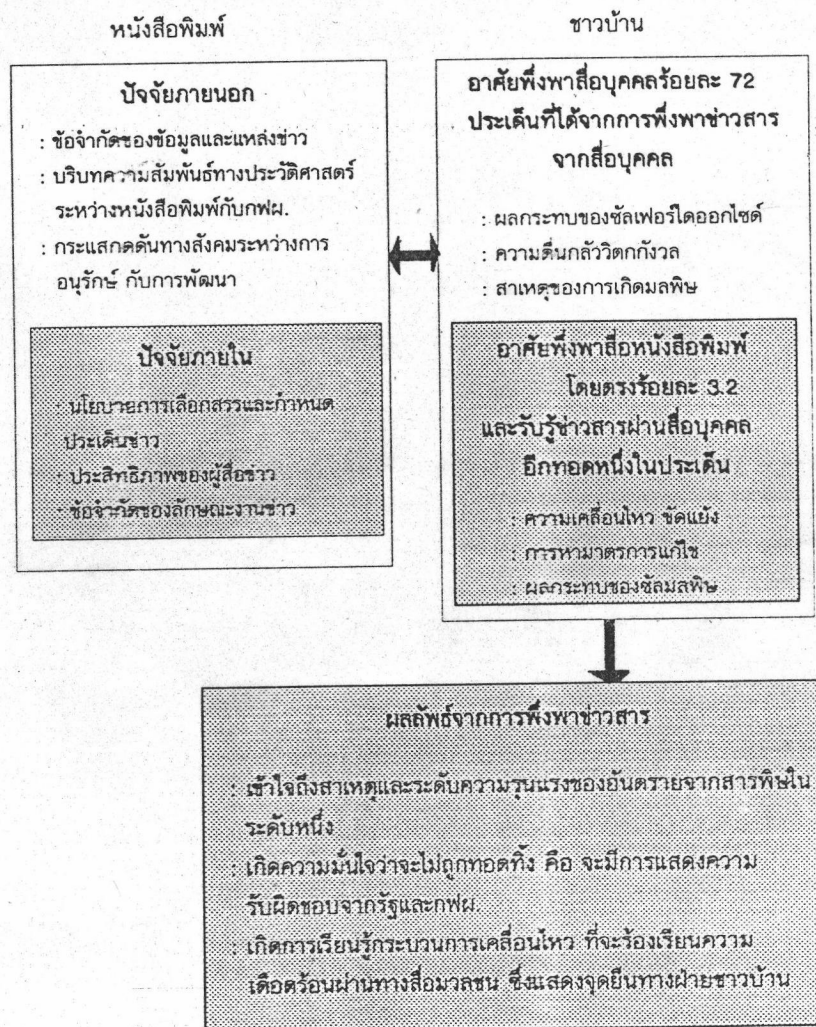 หนังสือพิมพ์
ปัจจัยภายนอก
: ข้อจำกัดของข้อมูลและแหล่งข่าว
: บริบทความสัมพันธ์ทางประวัติศาสตร์
ระหว่างหนังสือพิมพ์กับกฟผ.
: กระแสกดดันทางสังคมระหว่างการ
อนุรักษ์ กับการพัฒนา
ปัจจัยภายใน
: นโยบายการเลือกสรรและกำหนด
ประเด็นข่าว
: ประสิทธิภาพของผู้สื่อข่าว
: ข้อจำกัดของลักษณะงานข่าว
ชาวบ้าน
อาศัยพึ่งพาสื่อบุคคลร้อยละ 72
ประเด็นที่ได้จากการพึ่งพาข่าวสาร
จากสื่อบุคคล
: ผลกระทบของซัลเฟอร์ไดออกไซด์
: ความตื่นกลัววิตกกังวล
: สาเหตุของการเกิดมลพิษ
อาศัยพึ่งพาสื่อหนังสือพิมพ์
โดยตรงร้อยละ 3.2
และรับรู้ข่าวสารผ่านสื่อบุคคล
อีกทอดหนึ่งในประเด็น
: ความเคลื่อนไหว ขัดแย้ง
: การหามาตรการแก้ไข
: ผลกระทบของซัลมลพิษ
ผลลัพธ์จากการพึ่งพาข่าวสาร
: เข้าใจถึงสาเหตุและระดับความรุนแรงของอันตรายจากสารพิษใน
ระดับหนึ่ง
: เกิดความมั่นใจว่าจะไม่ถูกทอดทิ้ง คือ จะมีการแสดงความ
รับผิดชอบจากรัฐและกฟผ.
: เกิดการเรียนรู้กระบวนการเคลื่อนไหว ที่จะร้องเรียนความ
เดือดร้อนผ่านทางสื่อมวลชน ซึ่งแสดงจุดยืนทางฝ่ายชาวบ้าน